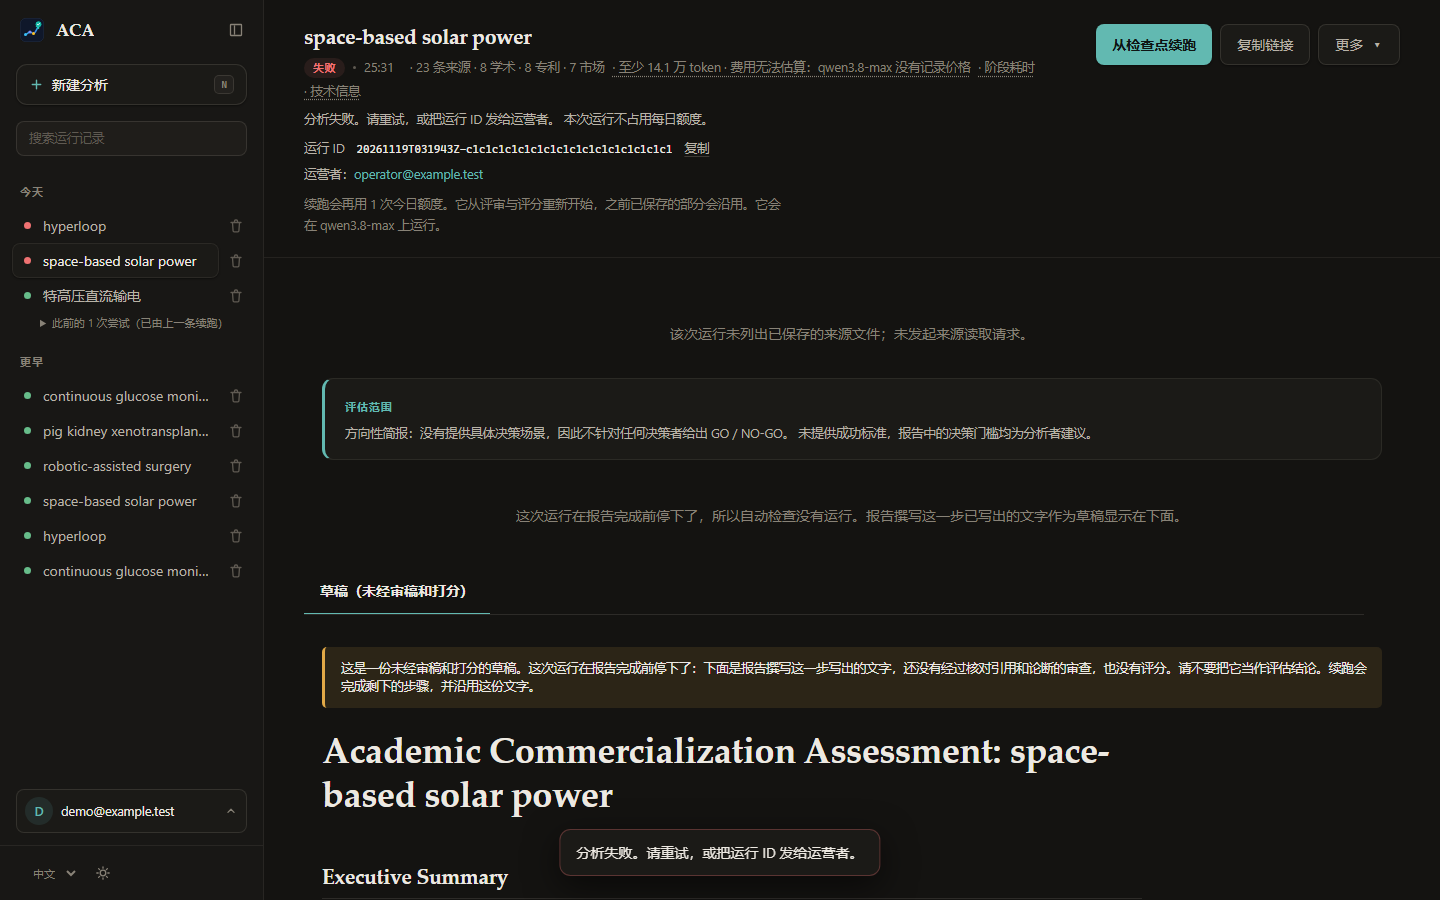 ACA
新建分析
N
搜索运行记录
今天
hyperloop
space-based solar power
特高压直流输电
此前的 1 次尝试（已由上一条续跑）
更早
continuous glucose moni...
pig kidney xenotransplan...
robotic-assisted surgery
space-based solar power
hyperloop
continuous glucose moni...
D
demo@example.test
中文
space-based solar power
从检查点续跑
复制链接
更多
失败 · 25:31 · 23 条来源 · 8 学术 · 8 专利 · 7 市场 · 至少 14.1 万 token · 费用无法估算：qwen3.8-max 没有记录价格 · 阶段耗时
· 技术信息
分析失败。请重试，或把运行 ID 发给运营者。 本次运行不占用每日额度。
运行 ID 20261119T031943Z-c1c1c1c1c1c1c1c1c1c1c1c1c1c1c1c1 复制
运营者：operator@example.test
续跑会再用 1 次今日额度。它从评审与评分重新开始，之前已保存的部分会沿用。它会
在 qwen3.8-max 上运行。
该次运行未列出已保存的来源文件；未发起来源读取请求。
评估范围
方向性简报：没有提供具体决策场景，因此不针对任何决策者给出 GO / NO-GO。 未提供成功标准，报告中的决策门槛均为分析者建议。
这次运行在报告完成前停下了，所以自动检查没有运行。报告撰写这一步已写出的文字作为草稿显示在下面。
草稿（未经审稿和打分）
这是一份未经审稿和打分的草稿。这次运行在报告完成前停下了：下面是报告撰写这一步写出的文字，还没有经过核对引用和论断的审查，也没有评分。请不要把它当作评估结论。续跑会
完成剩下的步骤，并沿用这份文字。
Academic Commercialization Assessment: space-
based solar power
分析失败。请重试，或把运行 ID 发给运营者。
Executive Summary